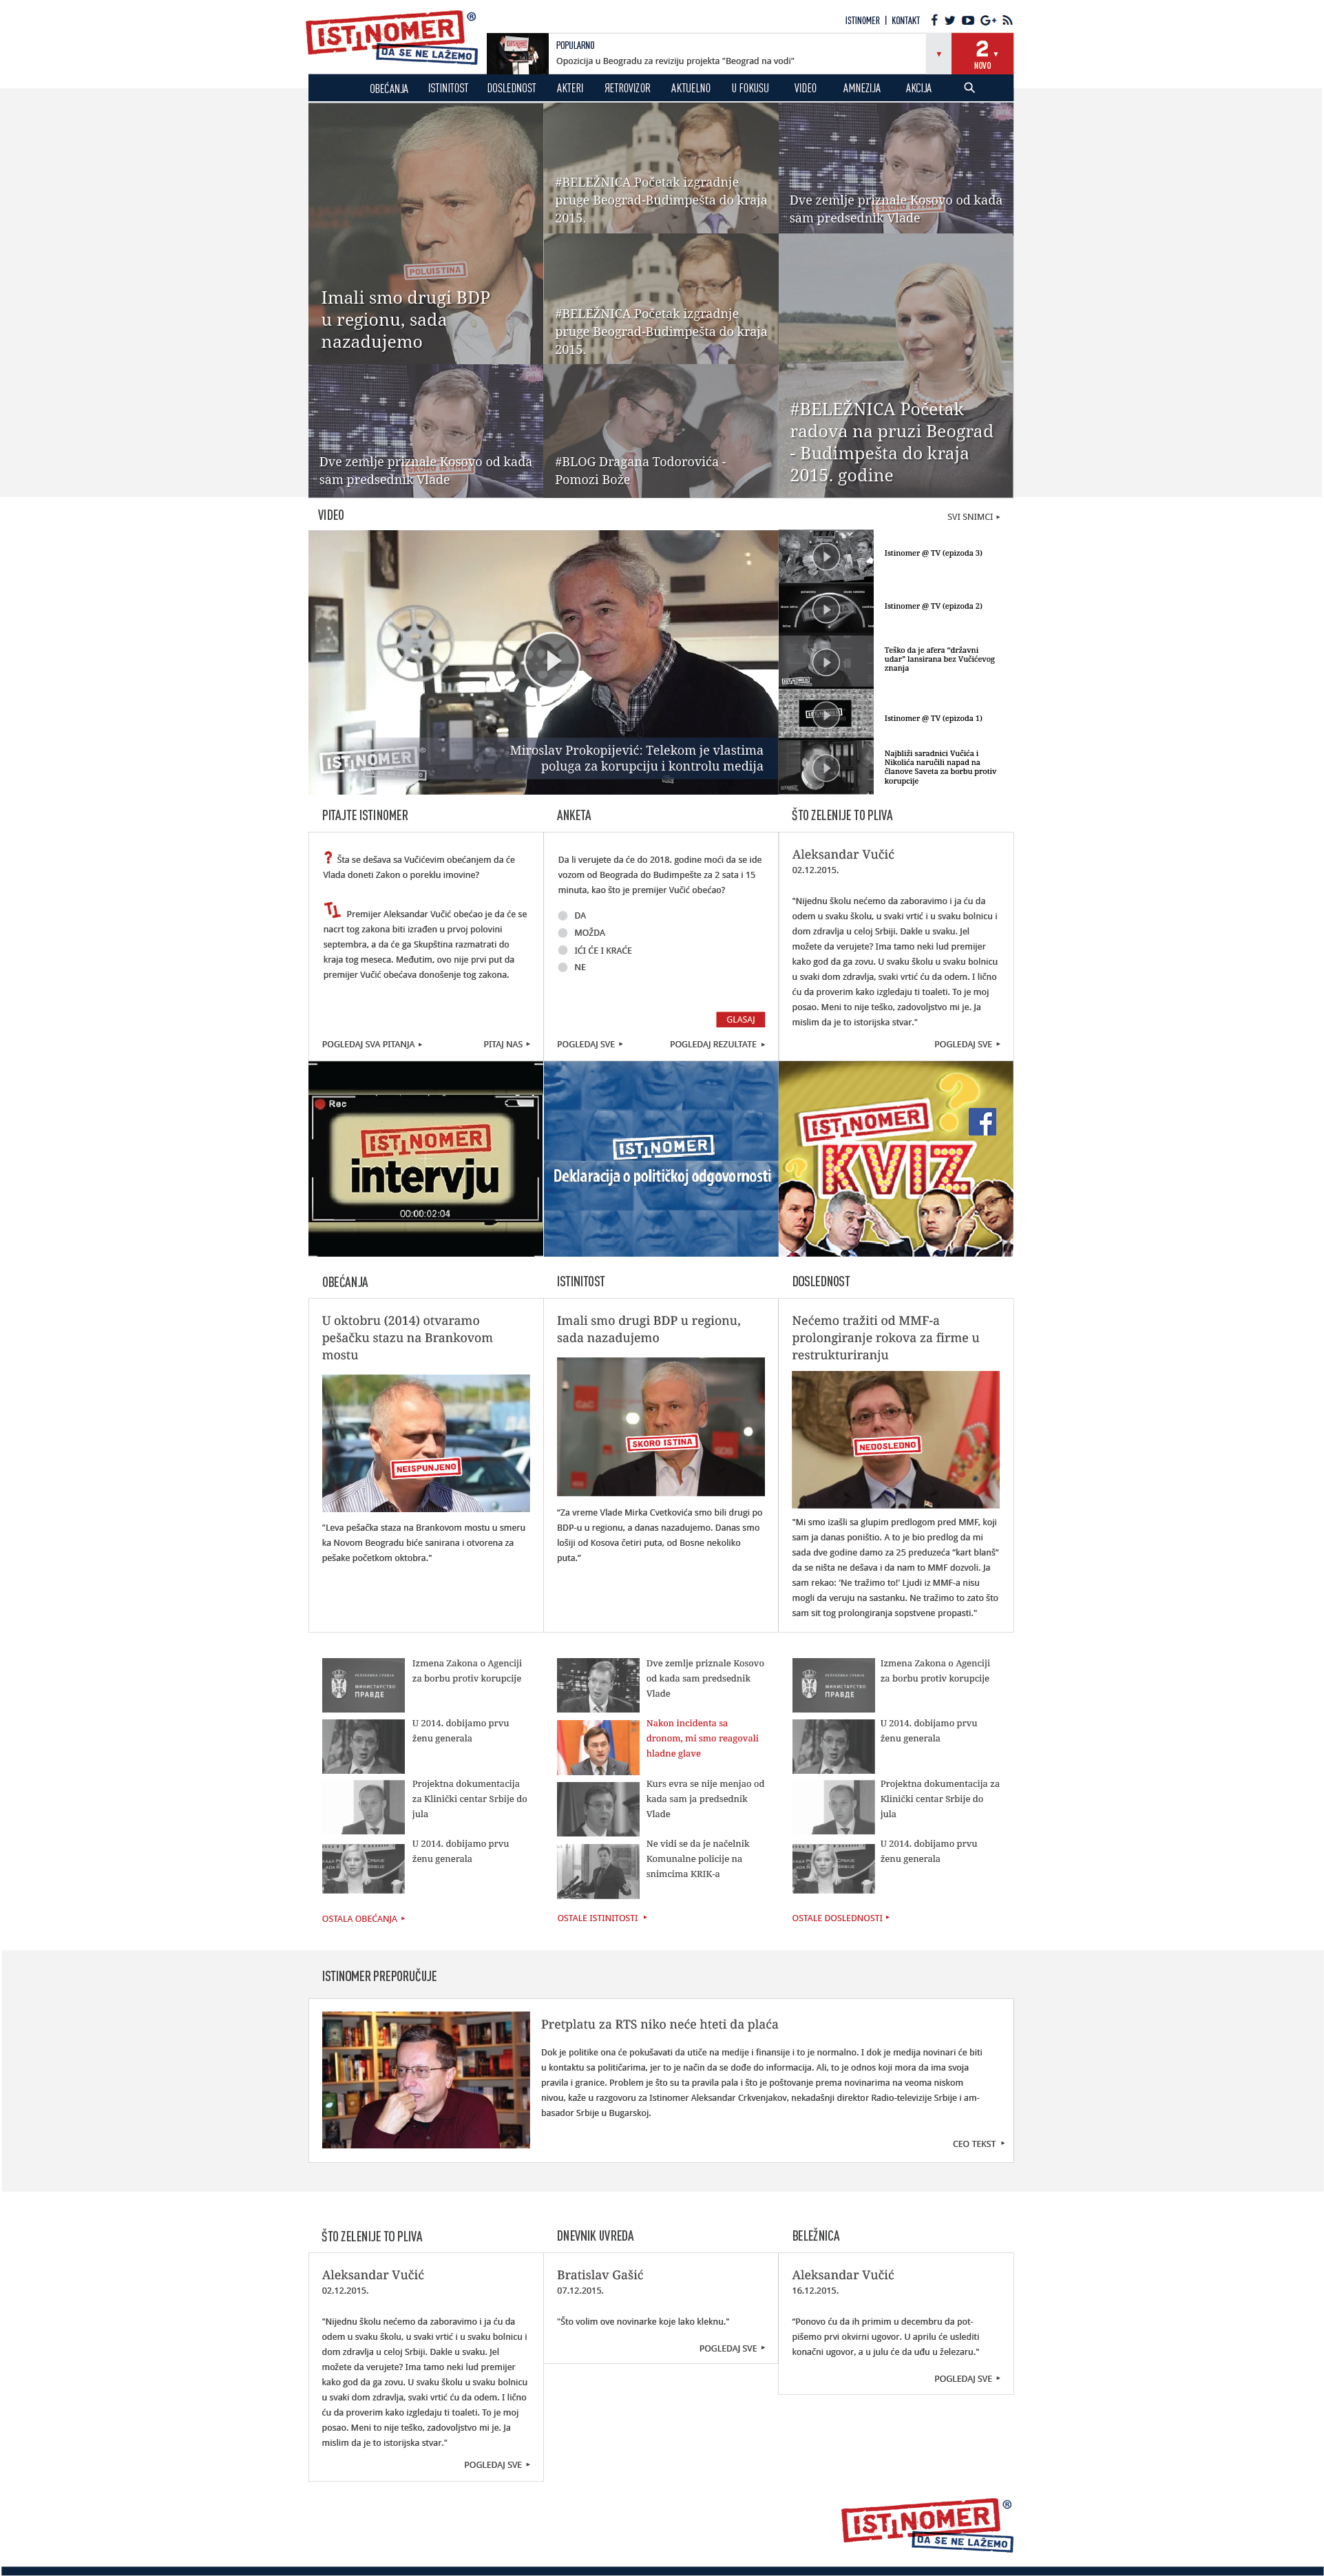 ISTINOMER
®
DA SE NE LAŽEMO
ISTINOMER | KONTAKT
POPULARNO
Opozicija u Beogradu za reviziju projekta "Beograd na vodi"
2
NOVO
OBEĆANJA ISTINITOST DOSLEDNOST AKTERI ЯETROVIZOR AKTUELNO U FOKUSU VIDEO AMNEZIJA AKCIJA
POLUISTINA
Imali smo drugi BDP
u regionu, sada
nazadujemo
#BELEŽNICA Početak izgradnje
pruge Beograd-Budimpešta do kraja
2015.
Dve zemlje priznale Kosovo od kada
sam predsednik Vlade
#BELEŽNICA Početak izgradnje
pruge Beograd-Budimpešta do kraja
2015.
#BELEŽNICA Početak
radova na pruzi Beograd
- Budimpešta do kraja
2015. godine
Dve zemlje priznale Kosovo od kada
sam predsednik Vlade
#BLOG Dragana Todorovića -
Pomozi Bože
VIDEO
SVI SNIMCI
ISTINOMER
Miroslav Prokopijević: Telekom je vlastima
poluga za korupciju i kontrolu medija
Istinomer @ TV (epizoda 3)
Istinomer @ TV (epizoda 2)
Teško da je afera "državni
udar" lansirana bez Vučićevog
znanja
Istinomer @ TV (epizoda 1)
Najbliži saradnici Vučića i
Nikolića naručili napad na
članove Saveta za borbu protiv
korupcije
PITAJTE ISTINOMER
? Šta se dešava sa Vučićevim obećanjem da će
Vlada doneti Zakon o poreklu imovine?
Premijer Aleksandar Vučić obećao je da će se
nacrt tog zakona biti izrađen u prvoj polovini
septembra, a da će ga Skupština razmatrati do
kraja tog meseca. Međutim, ovo nije prvi put da
premijer Vučić obećava donošenje tog zakona.
POGLEDAJ SVA PITANJA
PITAJ NAS
ANKETA
Da li verujete da će do 2018. godine moći da se ide
vozom od Beograda do Budimpešte za 2 sata i 15
minuta, kao što je premijer Vučić obećao?
DA
MOŽDA
IĆI ĆE I KRAĆE
NE
GLASAJ
POGLEDAJ SVE
POGLEDAJ REZULTATE
ŠTO ZELENIJE TO PLIVA
Aleksandar Vučić
02.12.2015.
"Nijednu školu nećemo da zaboravimo i ja ću da
odem u svaku školu, u svaki vrtić i u svaku bolnicu i
dom zdravlja u celoj Srbiji. Dakle u svaku. Jel
možete da verujete? Ima tamo neki lud premijer
kako god da ga zovu. U svaku školu u svaku bolnicu
u svaki dom zdravlja, svaki vrtić ću da odem. I lično
ću da proverim kako izgledaju ti toaleti. To je moj
posao. Meni to nije teško, zadovoljstvo mi je. Ja
mislim da je to istorijska stvar."
POGLEDAJ SVE
Rec
ISTINOMER
intervju
00:00:02:04
ISTINOMER
Deklaracija o političkoj odgovornosti
ISTINOMER
KVIZ
OBEĆANJA
U oktobru (2014) otvaramo
pešačku stazu na Brankovom
mostu
NEISPUNJENO
"Leva pešačka staza na Brankovom mostu u smeru
ka Novom Beogradu biće sanirana i otvorena za
pešake početkom oktobra."
ISTINITOST
Imali smo drugi BDP u regionu,
sada nazadujemo
SKORO ISTINA
"Za vreme Vlade Mirka Cvetkovića smo bili drugi po
BDP-u u regionu, a danas nazadujemo. Danas smo
lošiji od Kosova četiri puta, od Bosne nekoliko
puta."
DOSLEDNOST
Nećemo tražiti od MMF-a
prolongiranje rokova za firme u
restrukturiranju
NEDOSLEDNO
"Mi smo izašli sa glupim predlogom pred MMF, koji
sam ja danas poništio. A to je bio predlog da mi
sada dve godine damo za 25 preduzeća "kart blanš"
da se ništa ne dešava i da nam to MMF dozvoli. Ja
sam rekao: 'Ne tražimo to!' Ljudi iz MMF-a nisu
mogli da veruju na sastanku. Ne tražimo to zato što
sam sit tog prolongiranja sopstvene propasti."
РЕПУБЛИКА СРБИЈА
МИНИСТАРСТВО
ПРАВДЕ
Izmena Zakona o Agenciji
za borbu protiv korupcije
U 2014. dobijamo prvu
ženu generala
Projektna dokumentacija
za Klinički centar Srbije do
jula
U 2014. dobijamo prvu
ženu generala
OSTALA OBEĆANJA
Dve zemlje priznale Kosovo
od kada sam predsednik
Vlade
Nakon incidenta sa
dronom, mi smo reagovali
hladne glave
Kurs evra se nije menjao od
kada sam ja predsednik
Vlade
Ne vidi se da je načelnik
Komunalne policije na
snimcima KRIK-a
OSTALE ISTINITOSTI
РЕПУБЛИКА СРБИЈА
МИНИСТАРСТВО
ПРАВДЕ
Izmena Zakona o Agenciji
za borbu protiv korupcije
U 2014. dobijamo prvu
ženu generala
Projektna dokumentacija za
Klinički centar Srbije do
jula
U 2014. dobijamo prvu
ženu generala
OSTALE DOSLEDNOSTI
ISTINOMER PREPORUČUJE
Pretplatu za RTS niko neće hteti da plaća
Dok je politike ona će pokušavati da utiče na medije i finansije i to je normalno. I dok je medija novinari će biti
u kontaktu sa političarima, jer to je način da se dođe do informacija. Ali, to je odnos koji mora da ima svoja
pravila i granice. Problem je što su ta pravila pala i što je poštovanje prema novinarima na veoma niskom
nivou, kaže u razgovoru za Istinomer Aleksandar Crkvenjakov, nekadašnji direktor Radio-televizije Srbije i am-
basador Srbije u Bugarskoj.
CEO TEKST
ŠTO ZELENIJE TO PLIVA
Aleksandar Vučić
02.12.2015.
"Nijednu školu nećemo da zaboravimo i ja ću da
odem u svaku školu, u svaki vrtić i u svaku bolnicu i
dom zdravlja u celoj Srbiji. Dakle u svaku. Jel
možete da verujete? Ima tamo neki lud premijer
kako god da ga zovu. U svaku školu u svaku bolnicu
u svaki dom zdravlja, svaki vrtić ću da odem. I lično
ću da proverim kako izgledaju ti toaleti. To je moj
posao. Meni to nije teško, zadovoljstvo mi je. Ja
mislim da je to istorijska stvar."
POGLEDAJ SVE
DNEVNIK UVREDA
Bratislav Gašić
07.12.2015.
"Što volim ove novinarke koje lako kleknu."
POGLEDAJ SVE
BELEŽNICA
Aleksandar Vučić
16.12.2015.
"Ponovo ću da ih primim u decembru da pot-
pišemo prvi okvirni ugovor. U aprilu će uslediti
konačni ugovor, a u julu će da uđu u železaru."
POGLEDAJ SVE
ISTINOMER
®
DA SE NE LAŽEMO